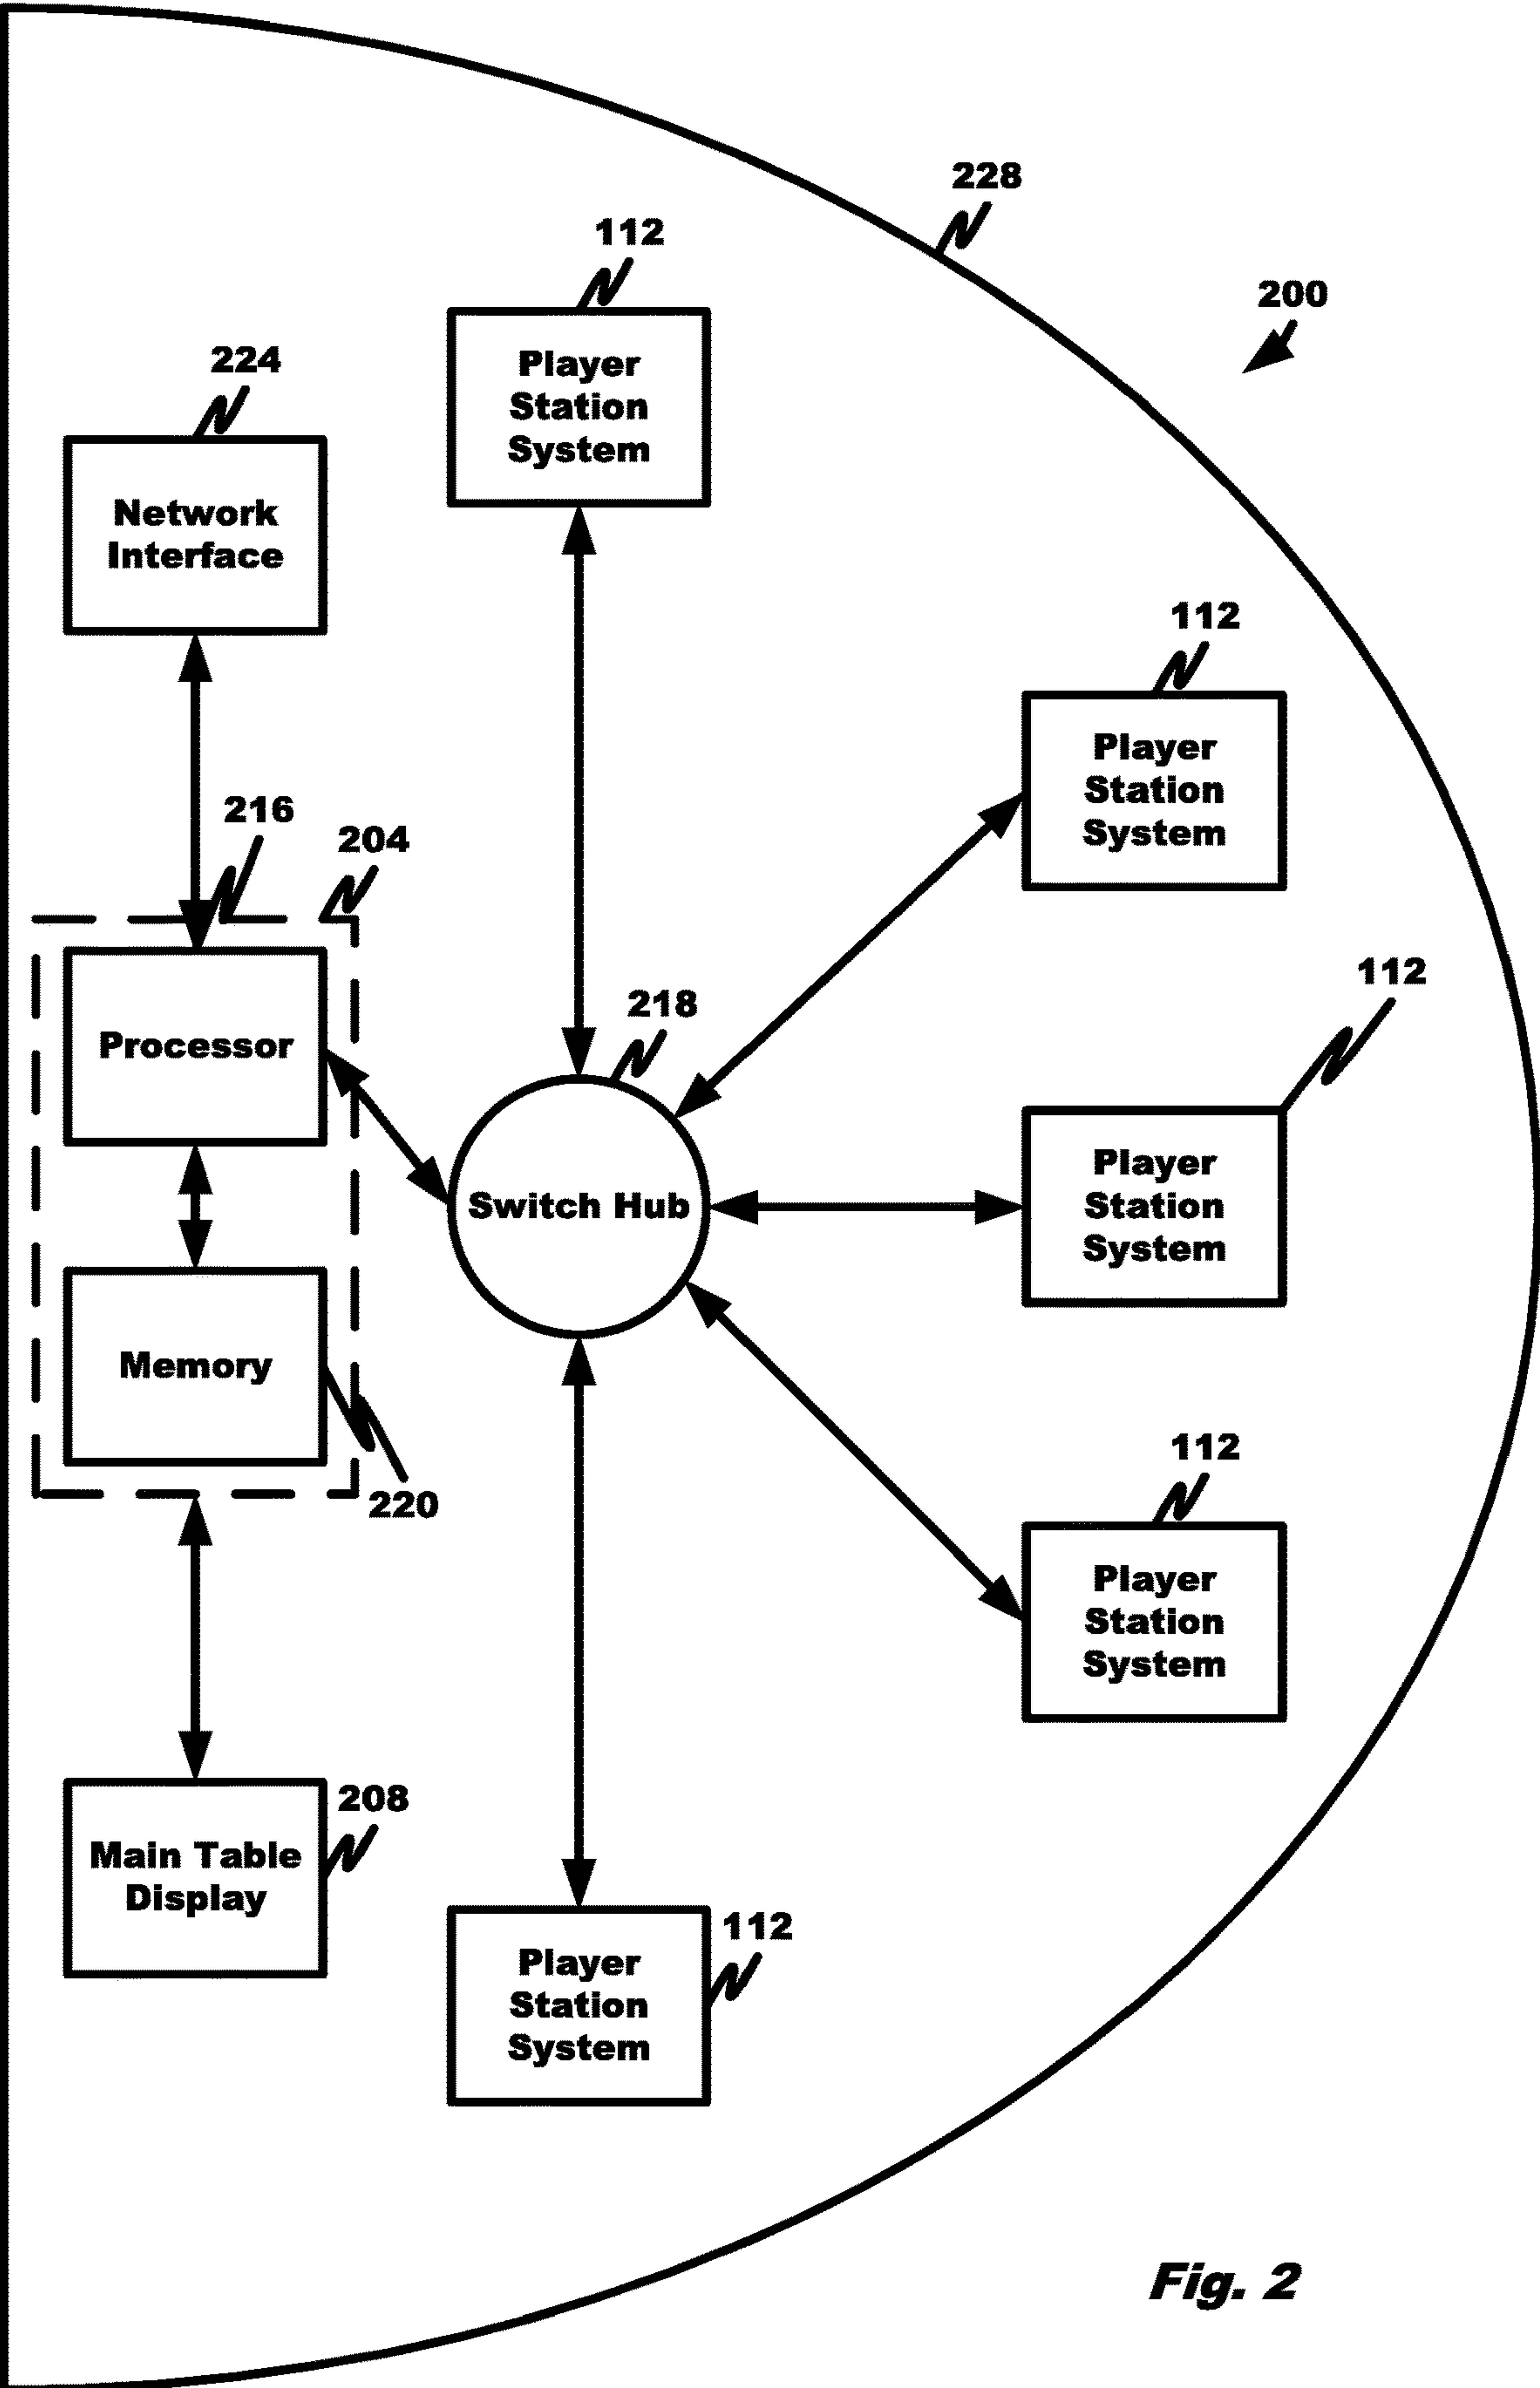 228
112
200
Player
Station
System
224
Network
Interface
112
Player
Station
System
216
204
112
218
Processor
Player
Station
System
Switch Hub
Memory
220
112
Player
Station
System
208
Main Table
Display
112
Player
Station
System
Fig. 2